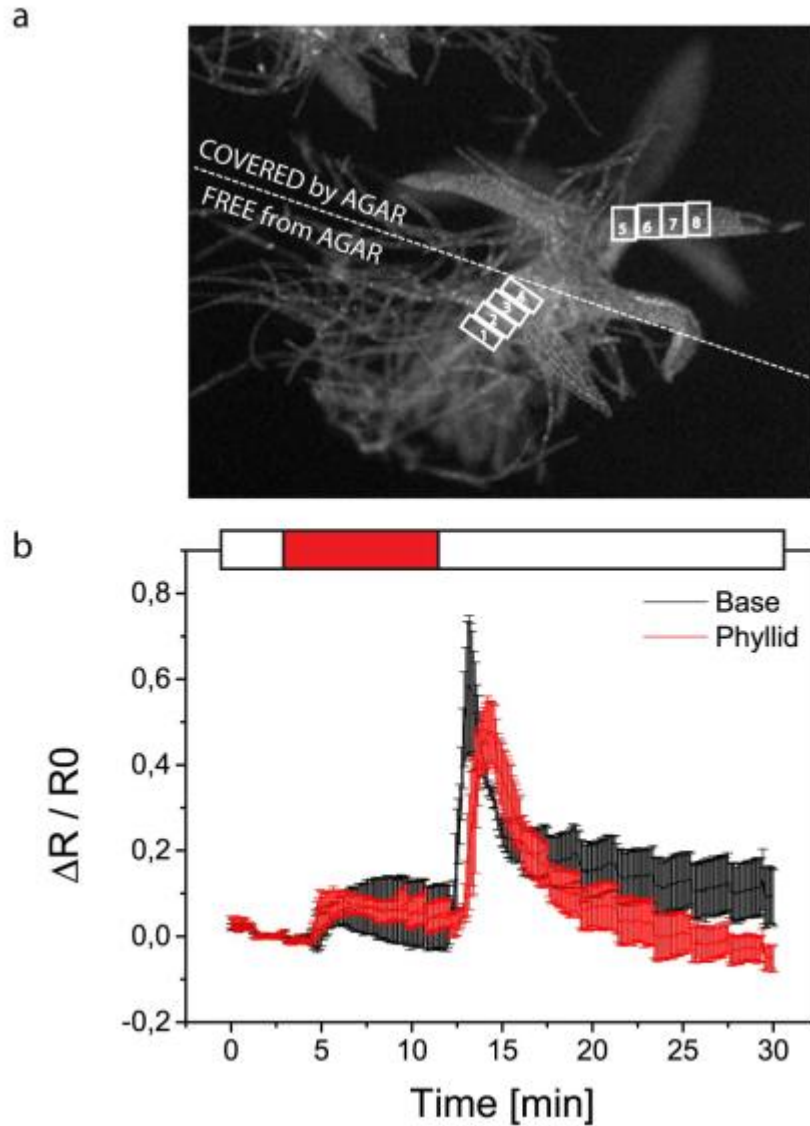 a
COVERED by AGAR
FREE from AGAR
5 6 7 8
4
3
2
1
b
Base
Phyllid
0,8
0,6
0,4
0,2
0,0
-0,2
ΔR / R0
0 5 10 15 20 25 30
Time [min]